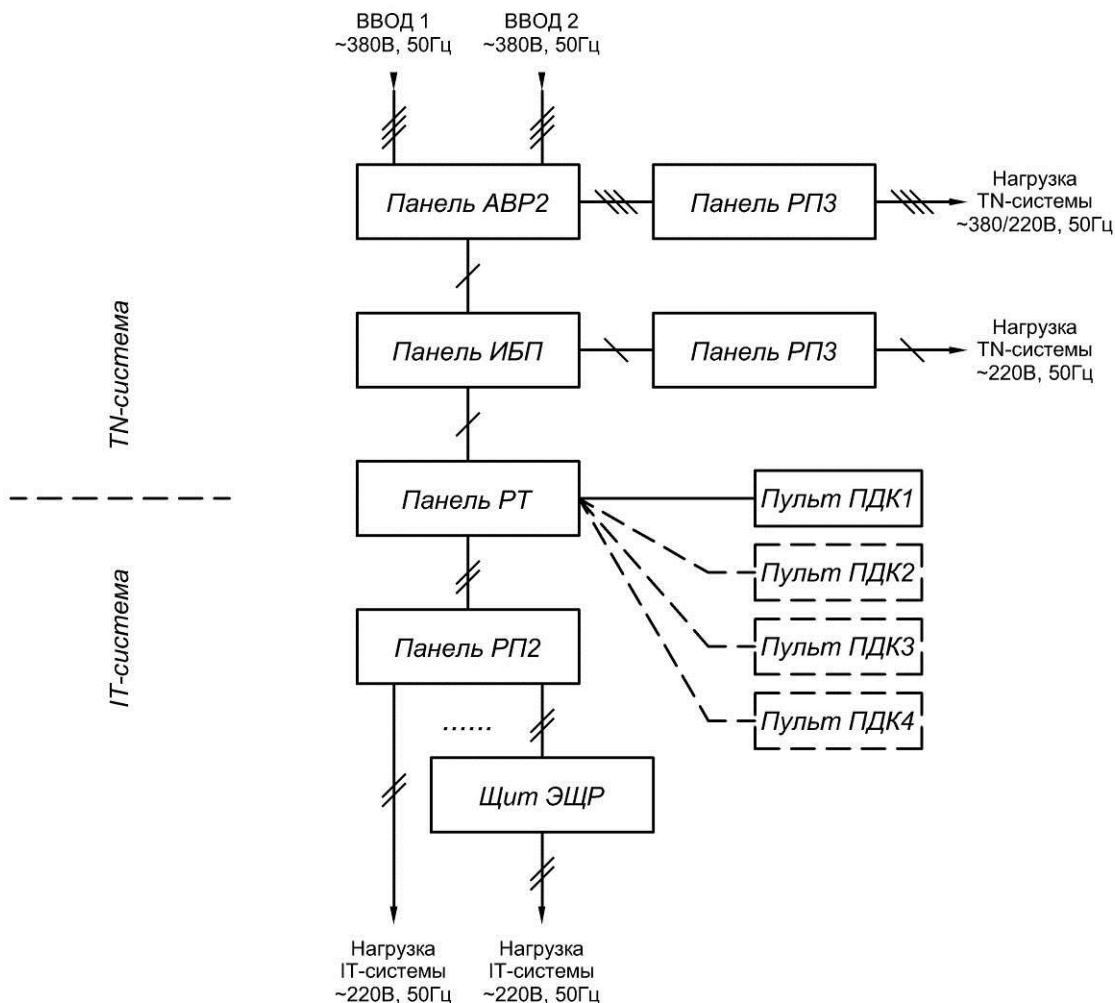 ВВОД 1
~380В, 50Гц
ВВОД 2
~380В, 50Гц
Панель АВР2
Панель РП3
Нагрузка
TN-системы
~380/220В, 50Гц
TN-система
Панель ИБП
Панель РП3
Нагрузка
TN-системы
~220В, 50Гц
Панель РТ
Пульт ПДК1
Пульт ПДК2
IT-система
Панель РП2
Пульт ПДК3
Пульт ПДК4
......
Щит ЭЩР
Нагрузка
IT-системы
~220В, 50Гц
Нагрузка
IT-системы
~220В, 50Гц